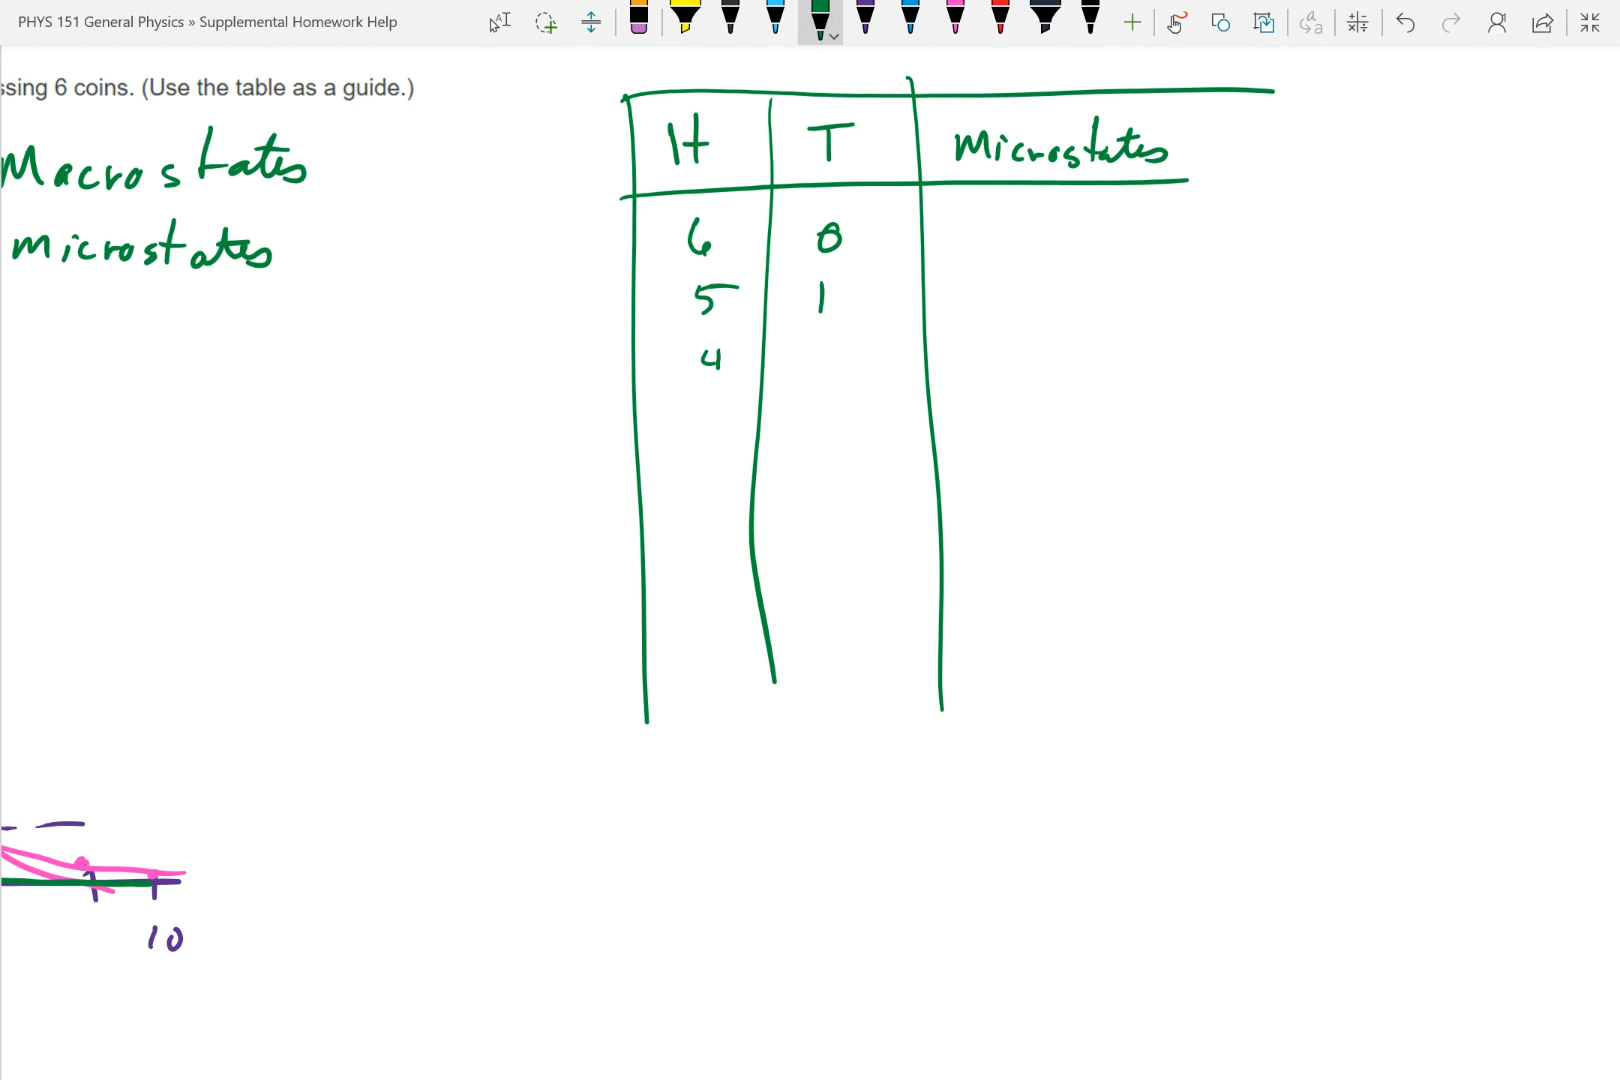 PHYS 151 General Physics » Supplemental Homework Help
ssing 6 coins. (Use the table as a guide.)
Macrostates
microstates
H T Microstates
6 0
5 1
4
10